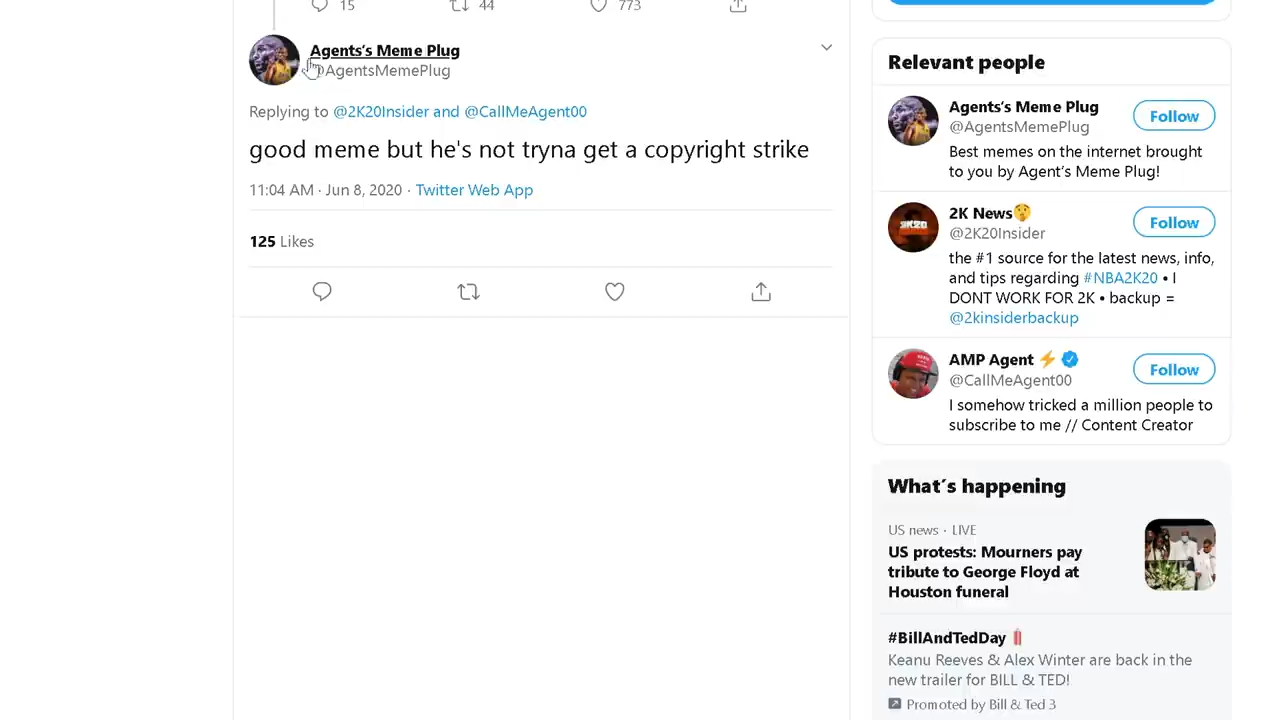 15 44 773
Agents's Meme Plug
@AgentsMemePlug
Replying to @2K20Insider and @CallMeAgent00
good meme but he's not tryna get a copyright strike
11:04 AM · Jun 8, 2020 · Twitter Web App
125 Likes
Relevant people
Agents's Meme Plug
@AgentsMemePlug
Follow
Best memes on the internet brought
to you by Agent's Meme Plug!
2K News🤫
@2K20Insider
Follow
the #1 source for the latest news, info,
and tips regarding #NBA2K20 • I
DONT WORK FOR 2K • backup =
@2kinsiderbackup
AMP Agent ⚡
@CallMeAgent00
Follow
I somehow tricked a million people to
subscribe to me // Content Creator
What's happening
US news · LIVE
US protests: Mourners pay
tribute to George Floyd at
Houston funeral
#BillAndTedDay
Keanu Reeves & Alex Winter are back in the
new trailer for BILL & TED!
Promoted by Bill & Ted 3